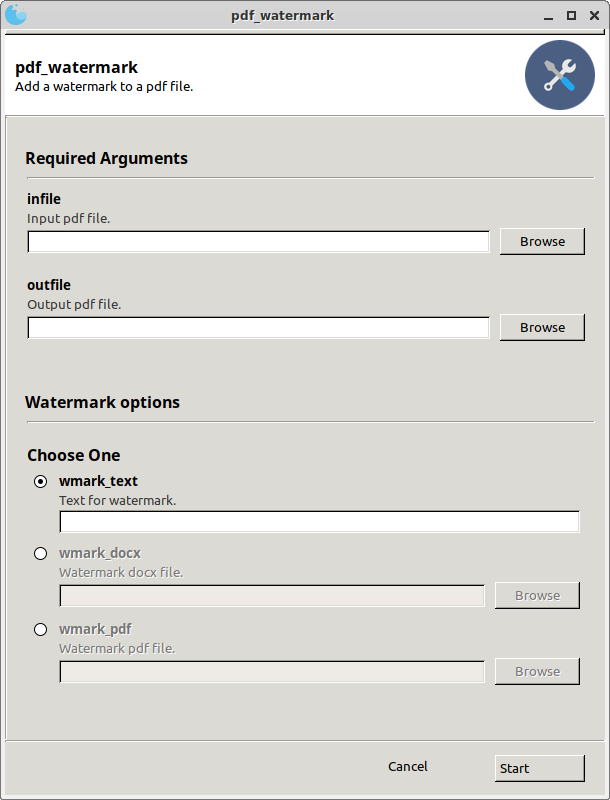 pdf_watermark
pdf_watermark
Add a watermark to a pdf file.
Required Arguments
infile
Input pdf file.
Browse
outfile
Output pdf file.
Browse
Watermark options
Choose One
wmark_text
Text for watermark.
wmark_docx
Watermark docx file.
Browse
wmark_pdf
Watermark pdf file.
Browse
Cancel
Start